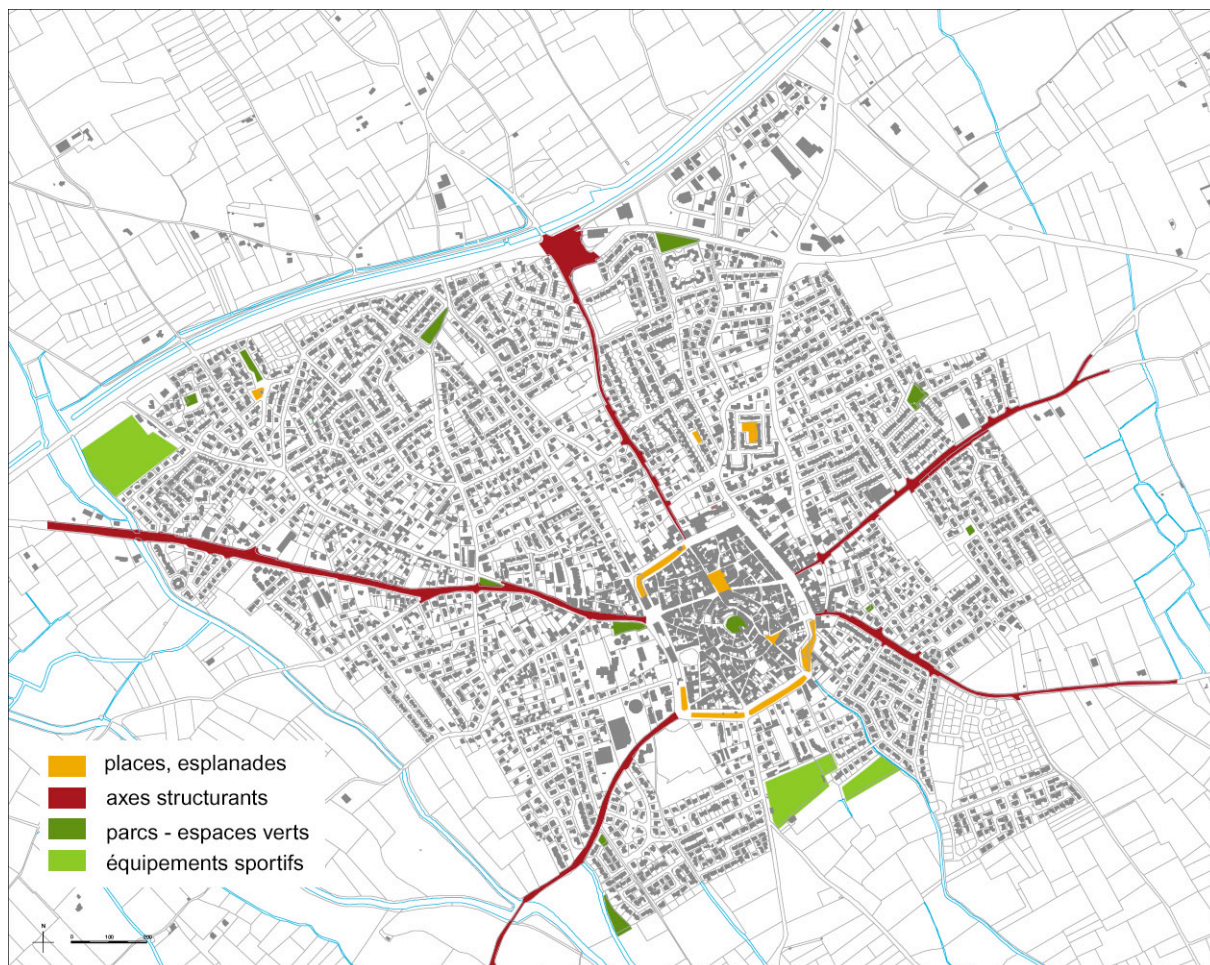 places, esplanades
axes structurants
parcs - espaces verts
équipements sportifs
N
0 100 200